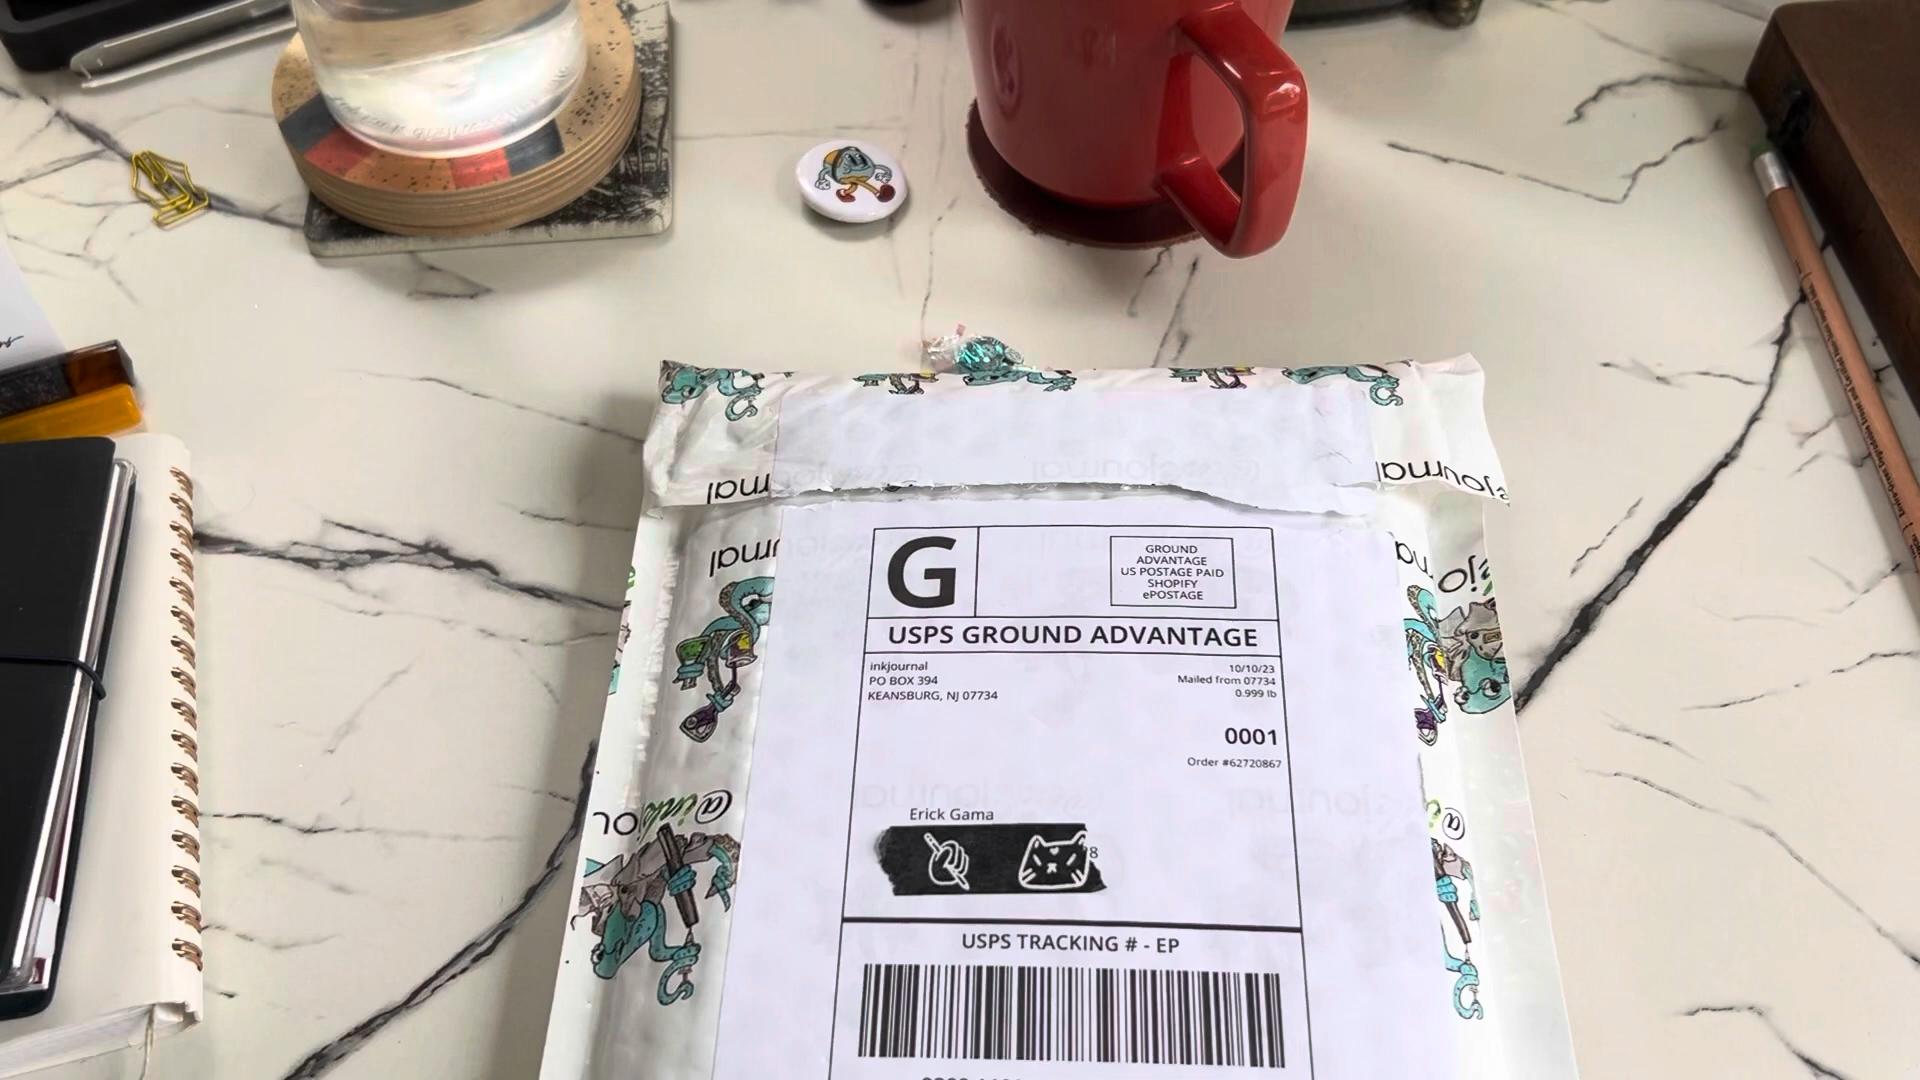 G
GROUND
ADVANTAGE
US POSTAGE PAID
SHOPIFY
ePOSTAGE
USPS GROUND ADVANTAGE
inkjournal
PO BOX 394
KEANSBURG, NJ 07734
10/10/23
Mailed from 07734
0.999 lb
0001
Order #62720867
Erick Gama
8
USPS TRACKING # - EP